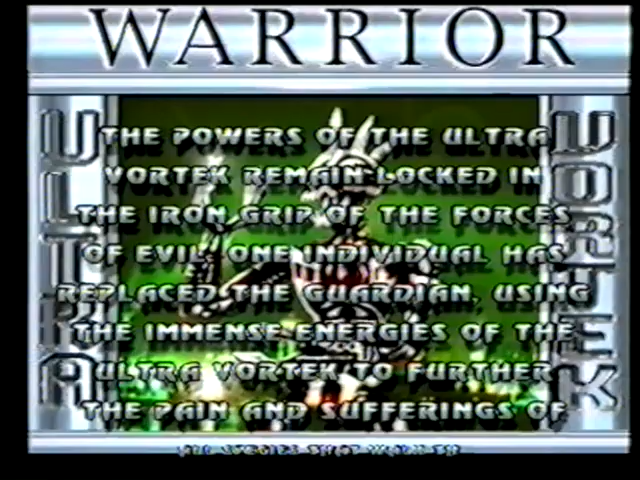 WARRIOR
ULTRA
VORTEK
THE POWERS OF THE ULTRA
VORTEK REMAIN LOCKED IN
THE IRON GRIP OF THE FORCES
OF EVIL. ONE INDIVIDUAL HAS
REPLACED THE GUARDIAN, USING
THE IMMENSE ENERGIES OF THE
ULTRA VORTEK TO FURTHER
THE PAIN AND SUFFERINGS OF